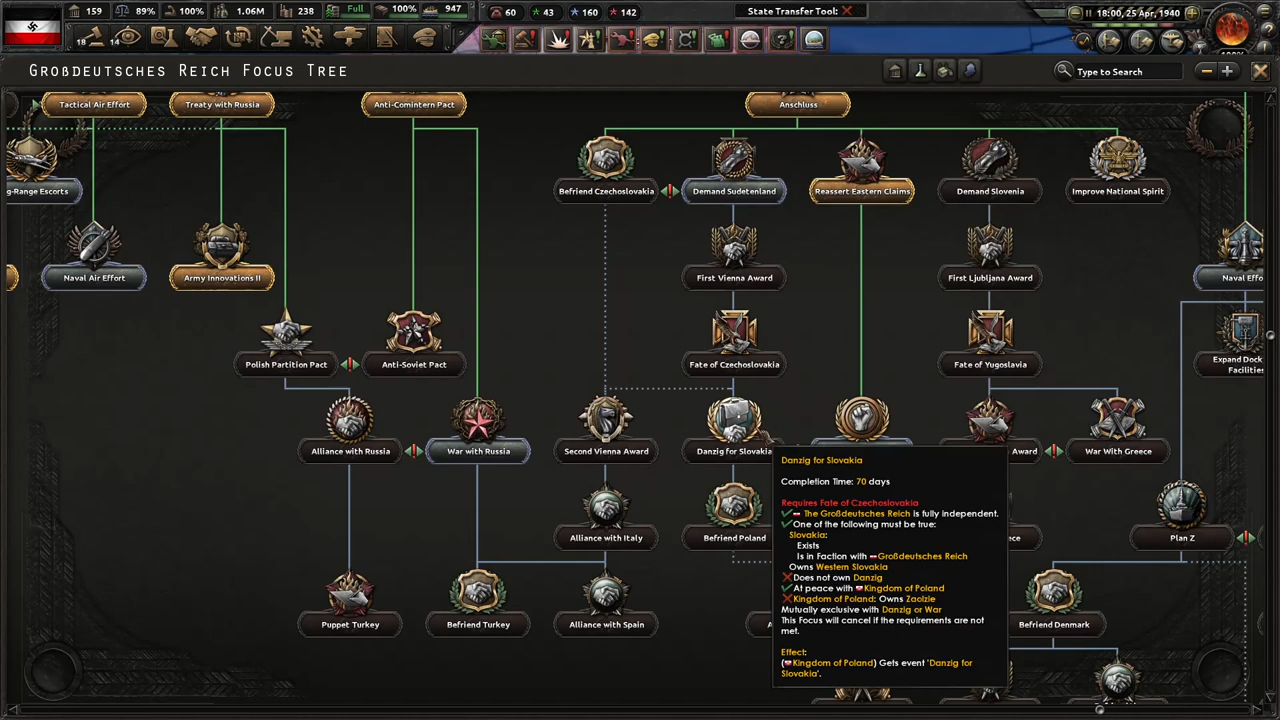 159
89%
100%
1.06M
238
Full
100%
947
60
43
160
142
State Transfer Tool:
18:00, 25 Apr, 1940
18
14
Großdeutsches Reich Focus Tree
Type to Search
Tactical Air Effort
Treaty with Russia
Anti-Comintern Pact
Anschluss
g-Range Escorts
Befriend Czechoslovakia
Demand Sudetenland
Reassert Eastern Claims
Demand Slovenia
Improve National Spirit
Naval Air Effort
Army Innovations II
First Vienna Award
First Ljubljana Award
Naval Effo
Polish Partition Pact
Anti-Soviet Pact
Fate of Czechoslovakia
Fate of Yugoslavia
Expand Dock
Facilities
Alliance with Russia
War with Russia
Second Vienna Award
Danzig for Slovakia
Award
War With Greece
Danzig for Slovakia
Completion Time: 70 days
Requires Fate of Czechoslovakia
The Großdeutsches Reich is fully independent.
One of the following must be true:
Slovakia:
Exists
Is in Faction with Großdeutsches Reich
Owns Western Slovakia
Does not own Danzig
At peace with Kingdom of Poland
Kingdom of Poland: Owns Zaolzie
Mutually exclusive with Danzig or War
This Focus will cancel if the requirements are not
met.
Effect:
(Kingdom of Poland) Gets event 'Danzig for
Slovakia'.
Alliance with Italy
Befriend Poland
ece
Plan Z
Puppet Turkey
Befriend Turkey
Alliance with Spain
A
Befriend Denmark